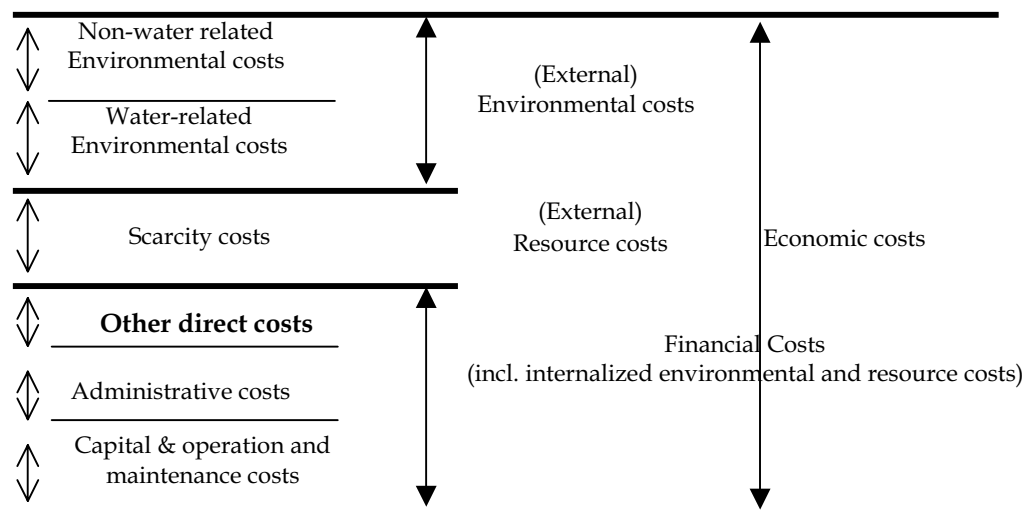 Non-water related
Environmental costs
Water-related
Environmental costs
(External)
Environmental costs
Scarcity costs
(External)
Resource costs
Economic costs
Other direct costs
Administrative costs
Capital & operation and
maintenance costs
Financial Costs
(incl. internalized environmental and resource costs)